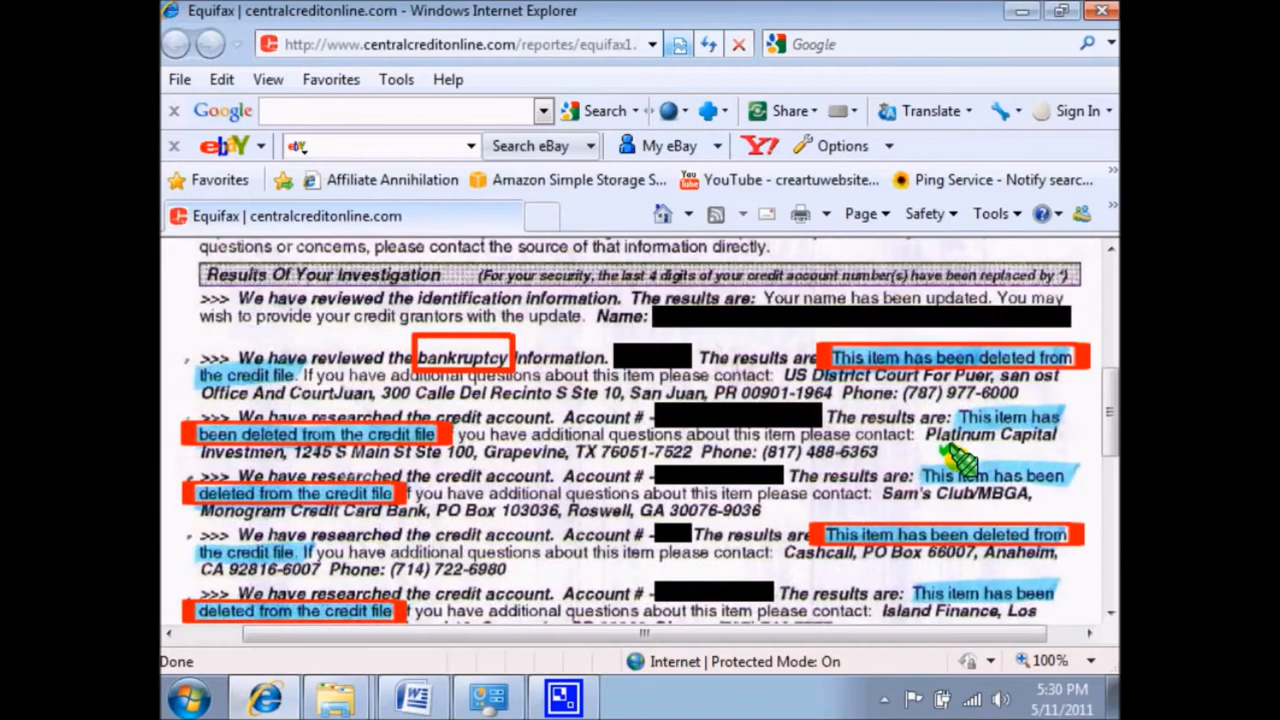 Equifax | centralcreditonline.com - Windows Internet Explorer
http://www.centralcreditonline.com/reportes/equifax1.
Google
File Edit View Favorites Tools Help
Google Search Share Translate Sign In
ebY ebY Search eBay My eBay Y! Options
Favorites Affiliate Annihilation Amazon Simple Storage S... You Tube YouTube - creartuwebsite... Ping Service - Notify searc...
Equifax | centralcreditonline.com
Page Safety Tools
questions or concerns, please contact the source of that information directly.
Results Of Your Investigation (For your security, the last 4 digits of your credit account number(s) have been replaced by *)
>>> We have reviewed the identification information. The results are: Your name has been updated. You may
wish to provide your credit grantors with the update. Name:
>>> We have reviewed the bankruptcy information. The results are This item has been deleted from
the credit file. If you have additional questions about this item please contact: US District Court For Puer, san ost
Office And CourtJuan, 300 Calle Del Recinto S Ste 10, San Juan, PR 00901-1964 Phone: (787) 977-6000
>>> We have researched the credit account. Account # - The results are: This item has
been deleted from the credit file you have additional questions about this item please contact: Platinum Capital
Investmen, 1245 S Main St Ste 100, Grapevine, TX 76051-7522 Phone: (817) 488-6363
>>> We have researched the credit account. Account # - The results are: This item has been
deleted from the credit file f you have additional questions about this item please contact: Sam's Club/MBGA,
Monogram Credit Card Bank, PO Box 103036, Roswell, GA 30076-9036
>>> We have researched the credit account. Account # - The results are This item has been deleted from
the credit file. If you have additional questions about this item please contact: Cashcall, PO Box 66007, Anaheim,
CA 92816-6007 Phone: (714) 722-6980
>>> We have researched the credit account. Account # - The results are: This item has been
deleted from the credit file f you have additional questions about this item please contact: Island Finance, Los
Done Internet | Protected Mode: On 100%
5:30 PM
5/11/2011